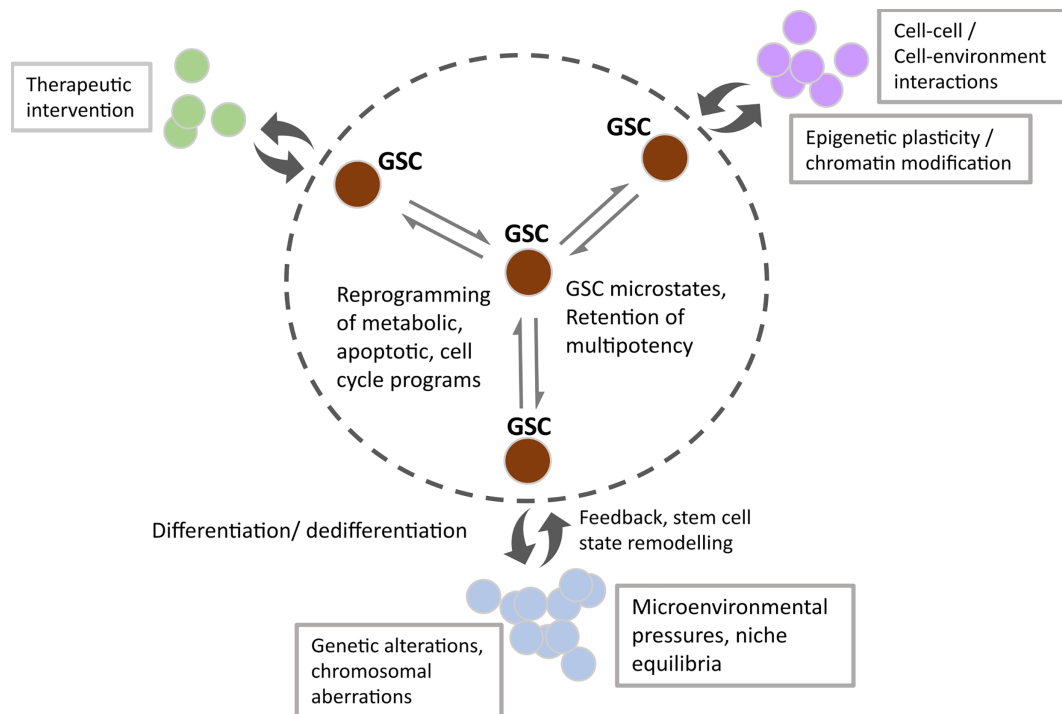 Therapeutic
intervention
Cell-cell /
Cell-environment
interactions
Epigenetic plasticity /
chromatin modification
GSC
GSC
GSC
Reprogramming
of metabolic,
apoptotic, cell
cycle programs
GSC microstates,
Retention of
multipotency
GSC
Differentiation/ dedifferentiation
Feedback, stem cell
state remodelling
Genetic alterations,
chromosomal
aberrations
Microenvironmental
pressures, niche
equilibria